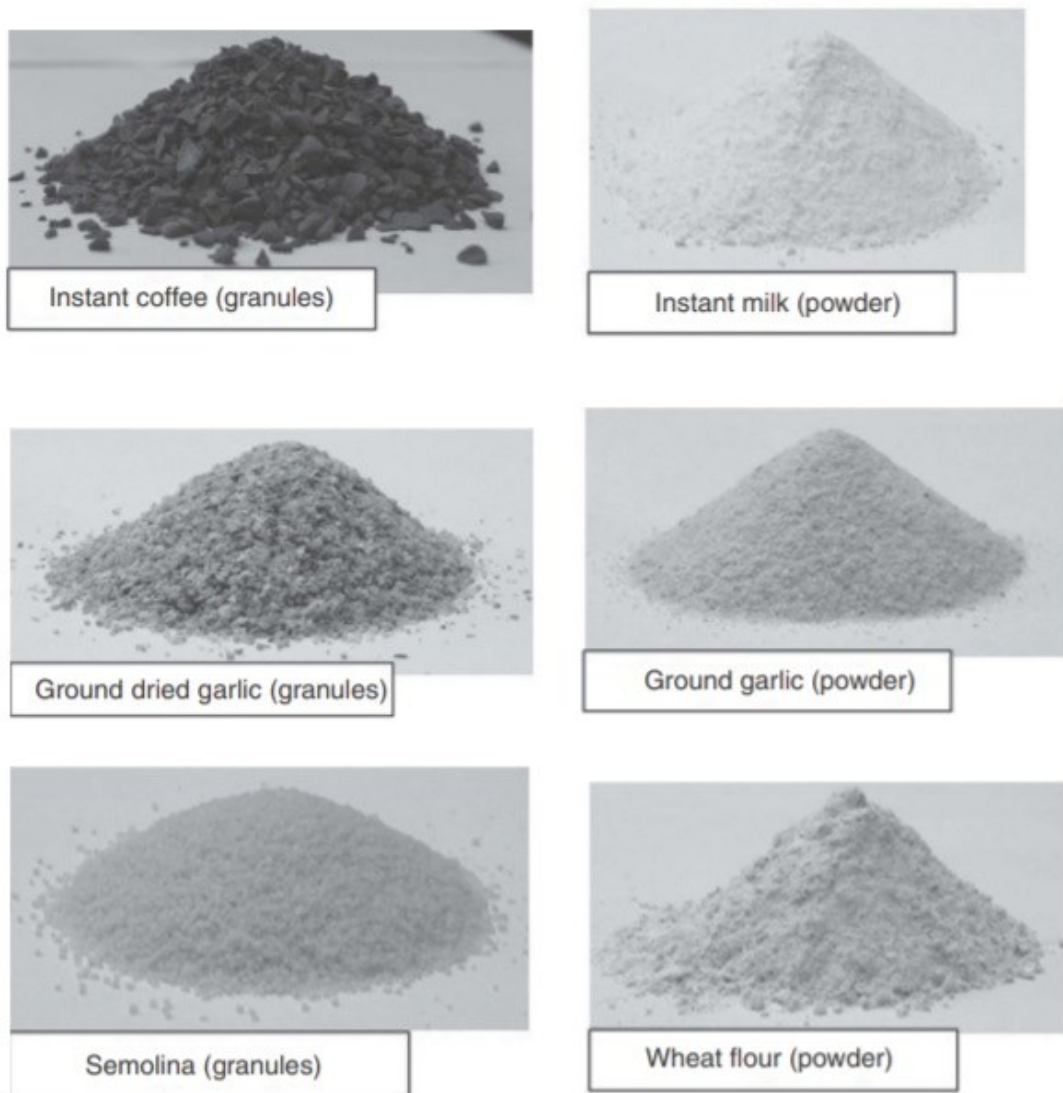 Instant coffee (granules)
Instant milk (powder)
Ground dried garlic (granules)
Ground garlic (powder)
Semolina (granules)
Wheat flour (powder)